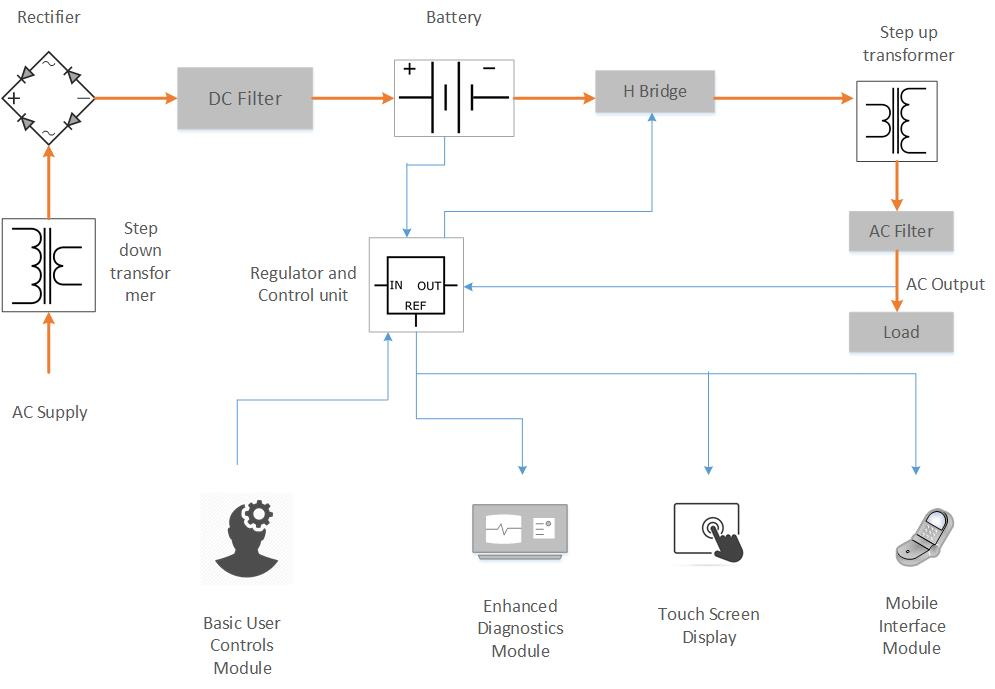 Rectifier
Battery
Step up
transformer
+
−
DC Filter
+
−
H Bridge
Step
down
transfor
mer
AC Filter
Regulator and
Control unit
IN
OUT
REF
AC Output
Load
AC Supply
Basic User
Controls
Module
Enhanced
Diagnostics
Module
Touch Screen
Display
Mobile
Interface
Module